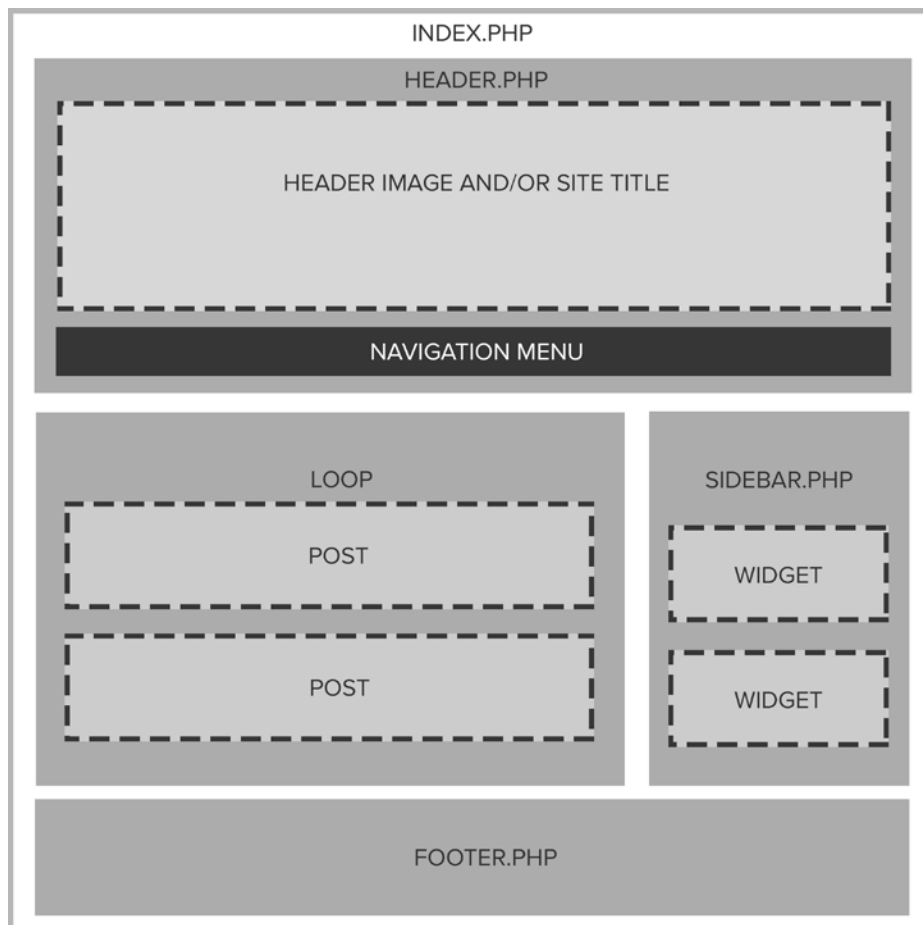 INDEX.PHP
HEADER.PHP
HEADER IMAGE AND/OR SITE TITLE
NAVIGATION MENU
LOOP
POST
POST
SIDEBAR.PHP
WIDGET
WIDGET
FOOTER.PHP